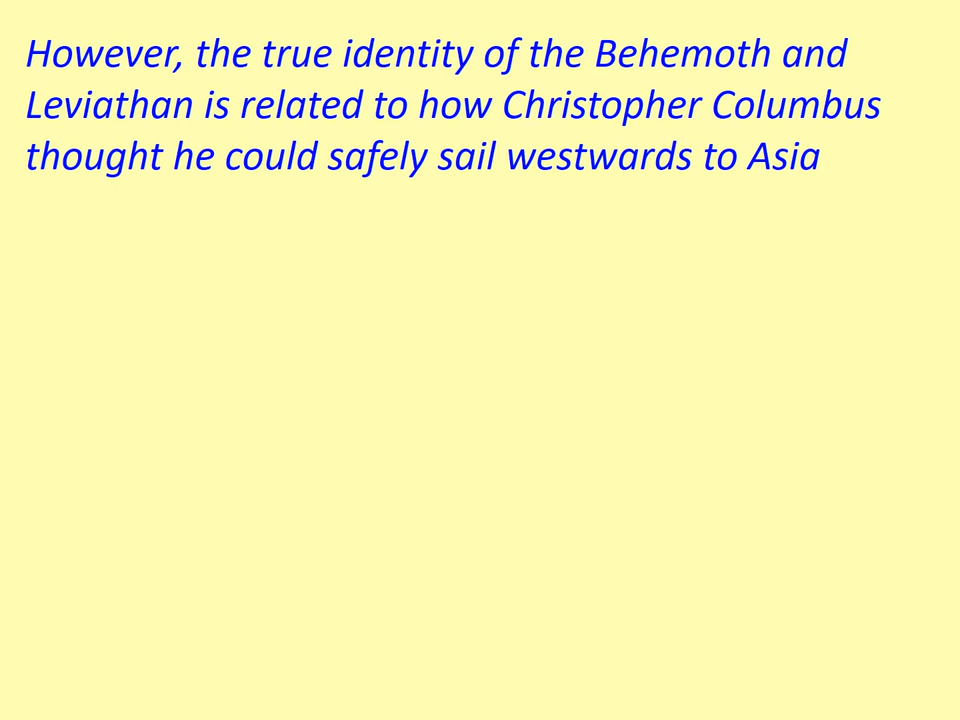 However, the true identity of the Behemoth and
Leviathan is related to how Christopher Columbus
thought he could safely sail westwards to Asia